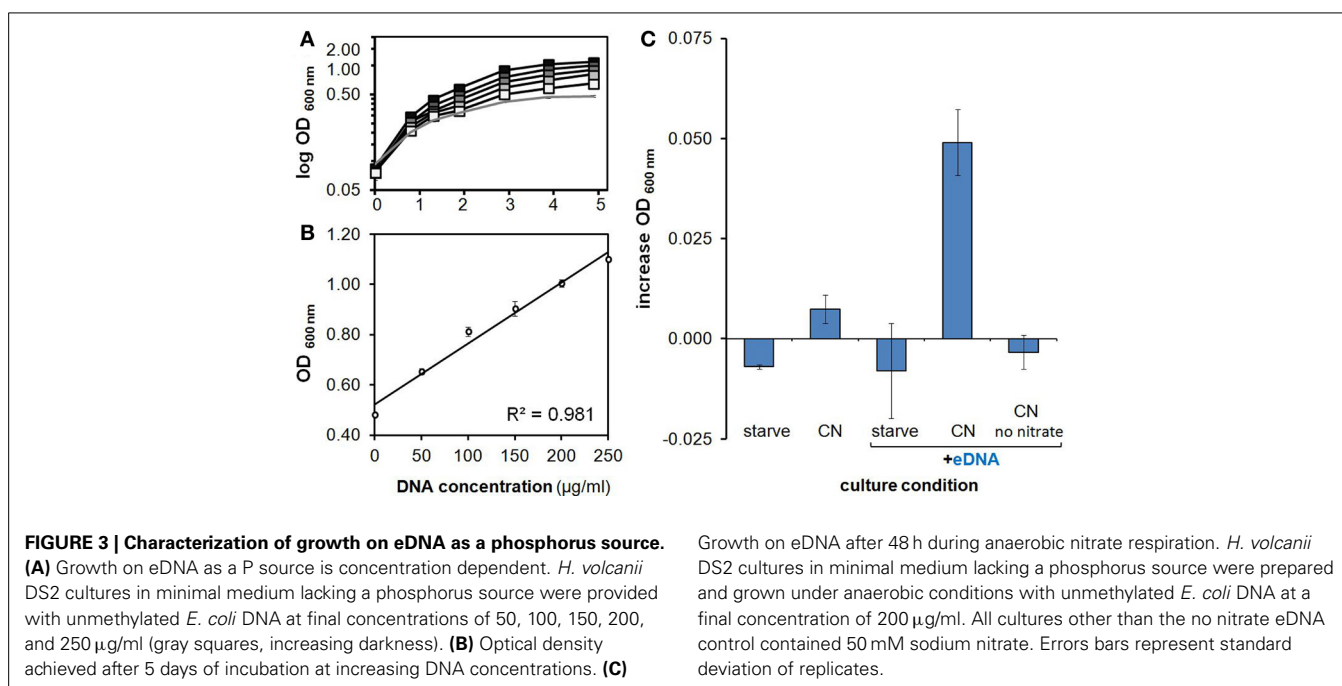 A
log OD 600 nm
2.00
1.00
0.50
0.05
0 1 2 3 4 5
B
OD 600 nm
1.20
1.00
0.80
0.60
0.40
R² = 0.981
0 50 100 150 200 250
DNA concentration (µg/ml)
C
increase OD 600 nm
0.075
0.050
0.025
0.000
-0.025
starve CN starve CN CN
no nitrate
+eDNA
culture condition
FIGURE 3 | Characterization of growth on eDNA as a phosphorus source.
(A) Growth on eDNA as a P source is concentration dependent. H. volcanii
DS2 cultures in minimal medium lacking a phosphorus source were provided
with unmethylated E. coli DNA at final concentrations of 50, 100, 150, 200,
and 250 µg/ml (gray squares, increasing darkness). (B) Optical density
achieved after 5 days of incubation at increasing DNA concentrations. (C)
Growth on eDNA after 48 h during anaerobic nitrate respiration. H. volcanii
DS2 cultures in minimal medium lacking a phosphorus source were prepared
and grown under anaerobic conditions with unmethylated E. coli DNA at a
final concentration of 200 µg/ml. All cultures other than the no nitrate eDNA
control contained 50 mM sodium nitrate. Errors bars represent standard
deviation of replicates.